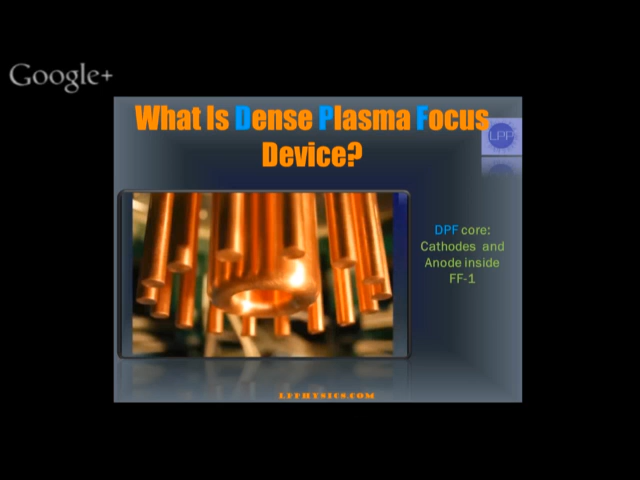 Google+
What Is Dense Plasma Focus
Device?
LPP
DPF core:
Cathodes and
Anode inside
FF-1
LPPHYSICS.COM